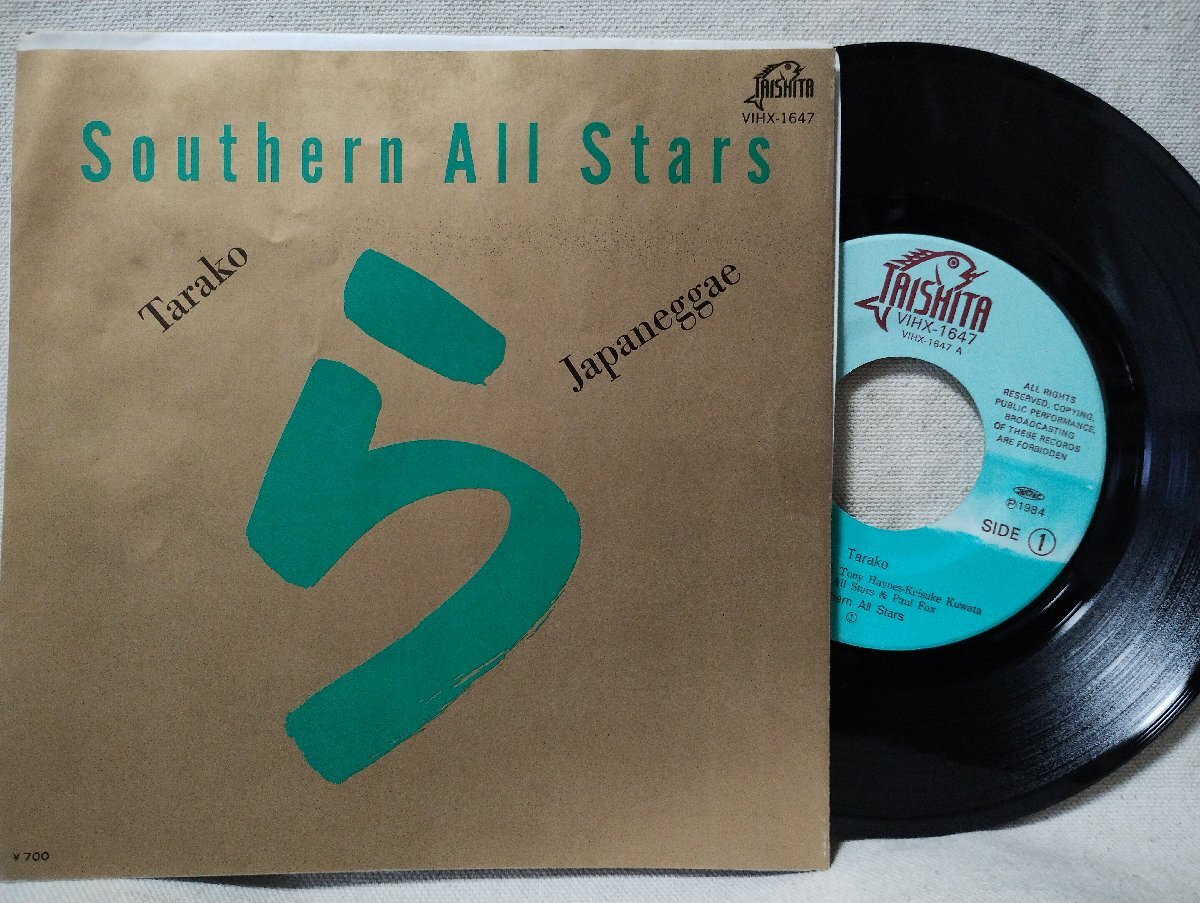 TAISHITA
VIHX-1647
Southern All Stars
Tarako
Japaneggae
ら
¥700
TAISHITA
VIHX-1647
VIHX-1647 A
ALL RIGHTS
RESERVED, COPYING,
PUBLIC PERFORMANCE,
BROADCASTING
OF THESE RECORDS
ARE FORBIDDEN
℗1984
SIDE 1
Tarako
Tony Haynes-Keisuke Kuwata
All Stars & Paul Fox
All Stars
①